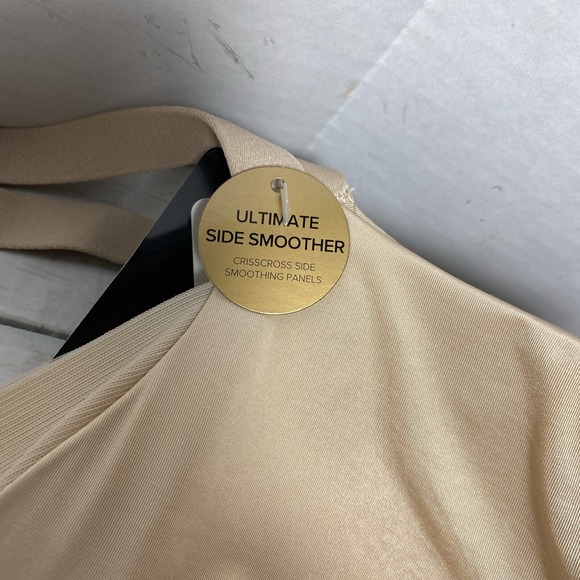 ULTIMATE
SIDE SMOOTHER
CRISSCROSS SIDE
SMOOTHING PANELS